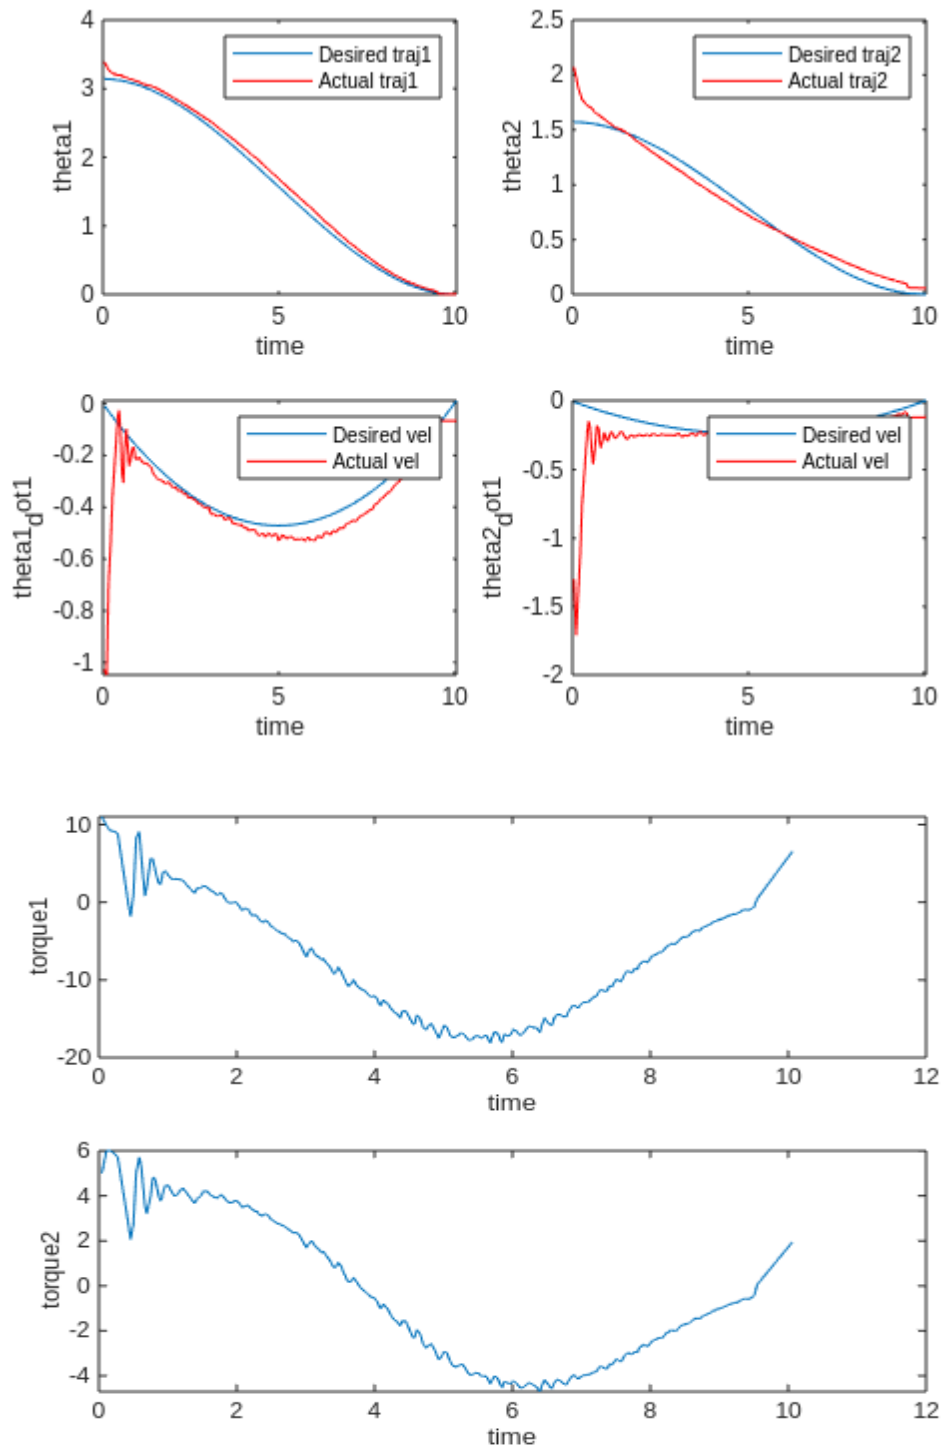 4
3
2
1
0
theta1
Desired traj1
Actual traj1
0
5
10
time
2.5
2
1.5
1
0.5
0
theta2
Desired traj2
Actual traj2
0
5
10
time
0
-0.2
-0.4
-0.6
-0.8
-1
theta1dot1
Desired vel
Actual vel
0
5
10
time
0
-0.5
-1
-1.5
-2
theta2dot1
Desired vel
Actual vel
0
5
10
time
10
0
-10
-20
torque1
0
2
4
6
8
10
12
time
6
4
2
0
-2
-4
torque2
0
2
4
6
8
10
12
time